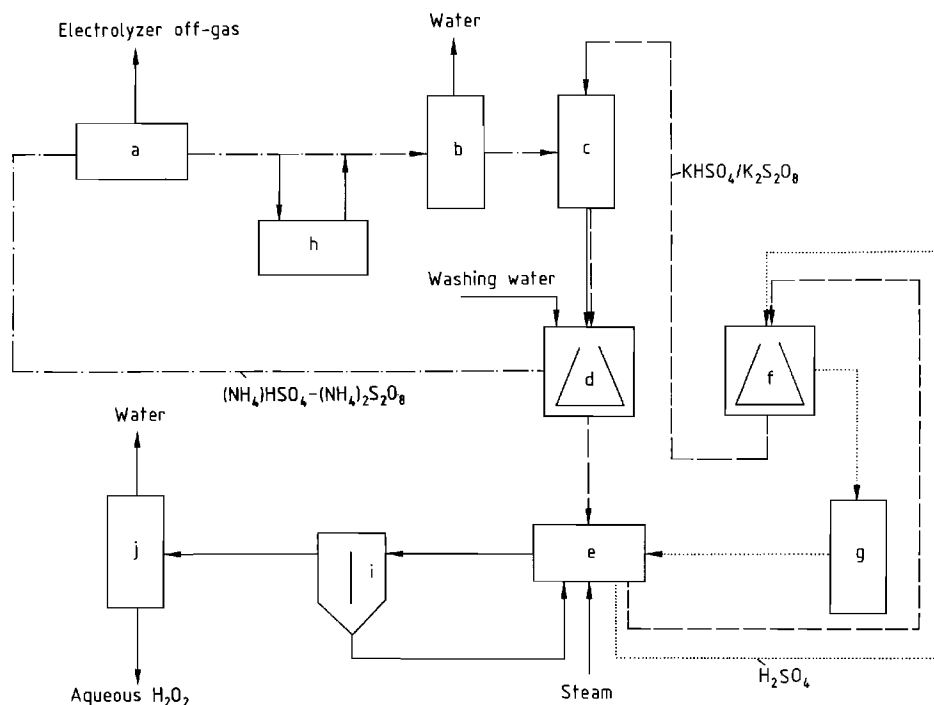 Water
Electrolyzer off-gas
a
b
c
KHSO₄/K₂S₂O₈
h
Washing water
d
f
(NH₄)HSO₄–(NH₄)₂S₂O₈
Water
j
i
e
g
H₂SO₄
Aqueous H₂O₂
Steam